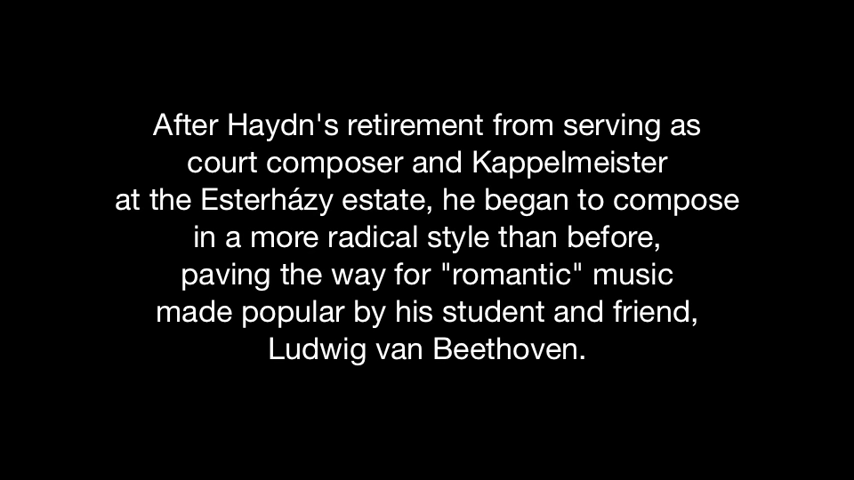 After Haydn's retirement from serving as
court composer and Kappelmeister
at the Esterházy estate, he began to compose
in a more radical style than before,
paving the way for "romantic" music
made popular by his student and friend,
Ludwig van Beethoven.